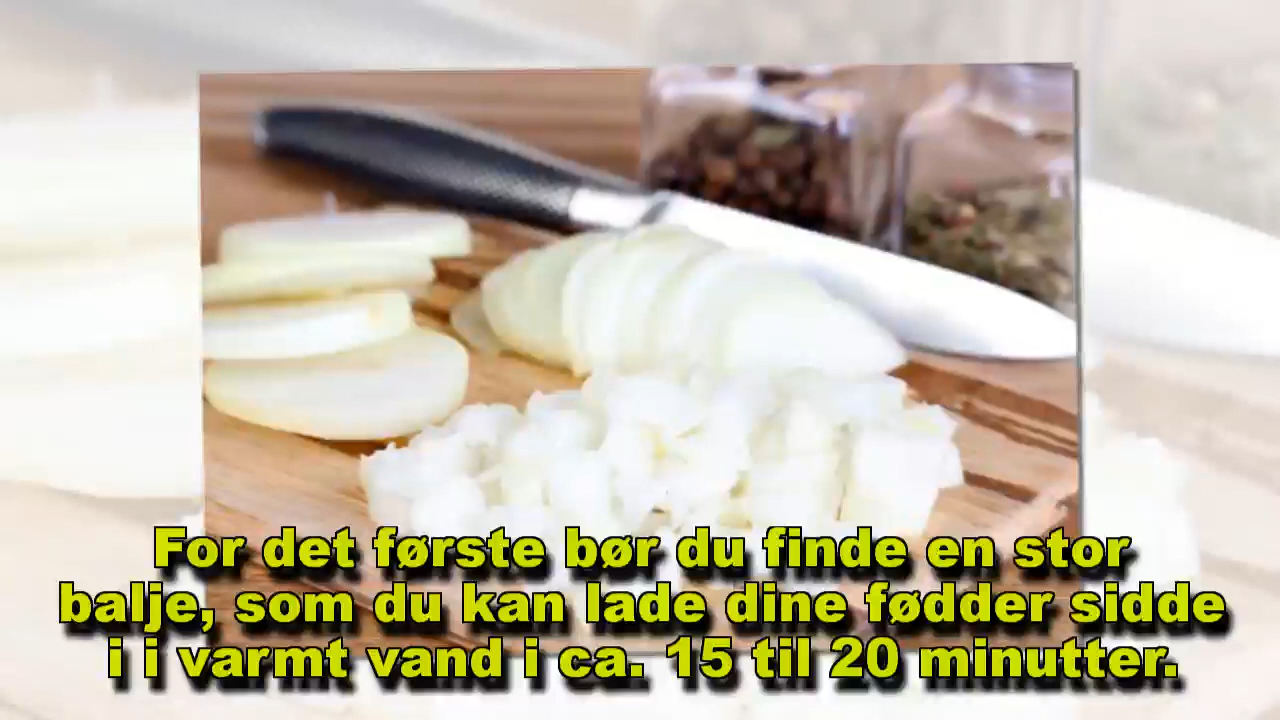 For det første bør du finde en stor
balje, som du kan lade dine fødder sidde
i i varmt vand i ca. 15 til 20 minutter.